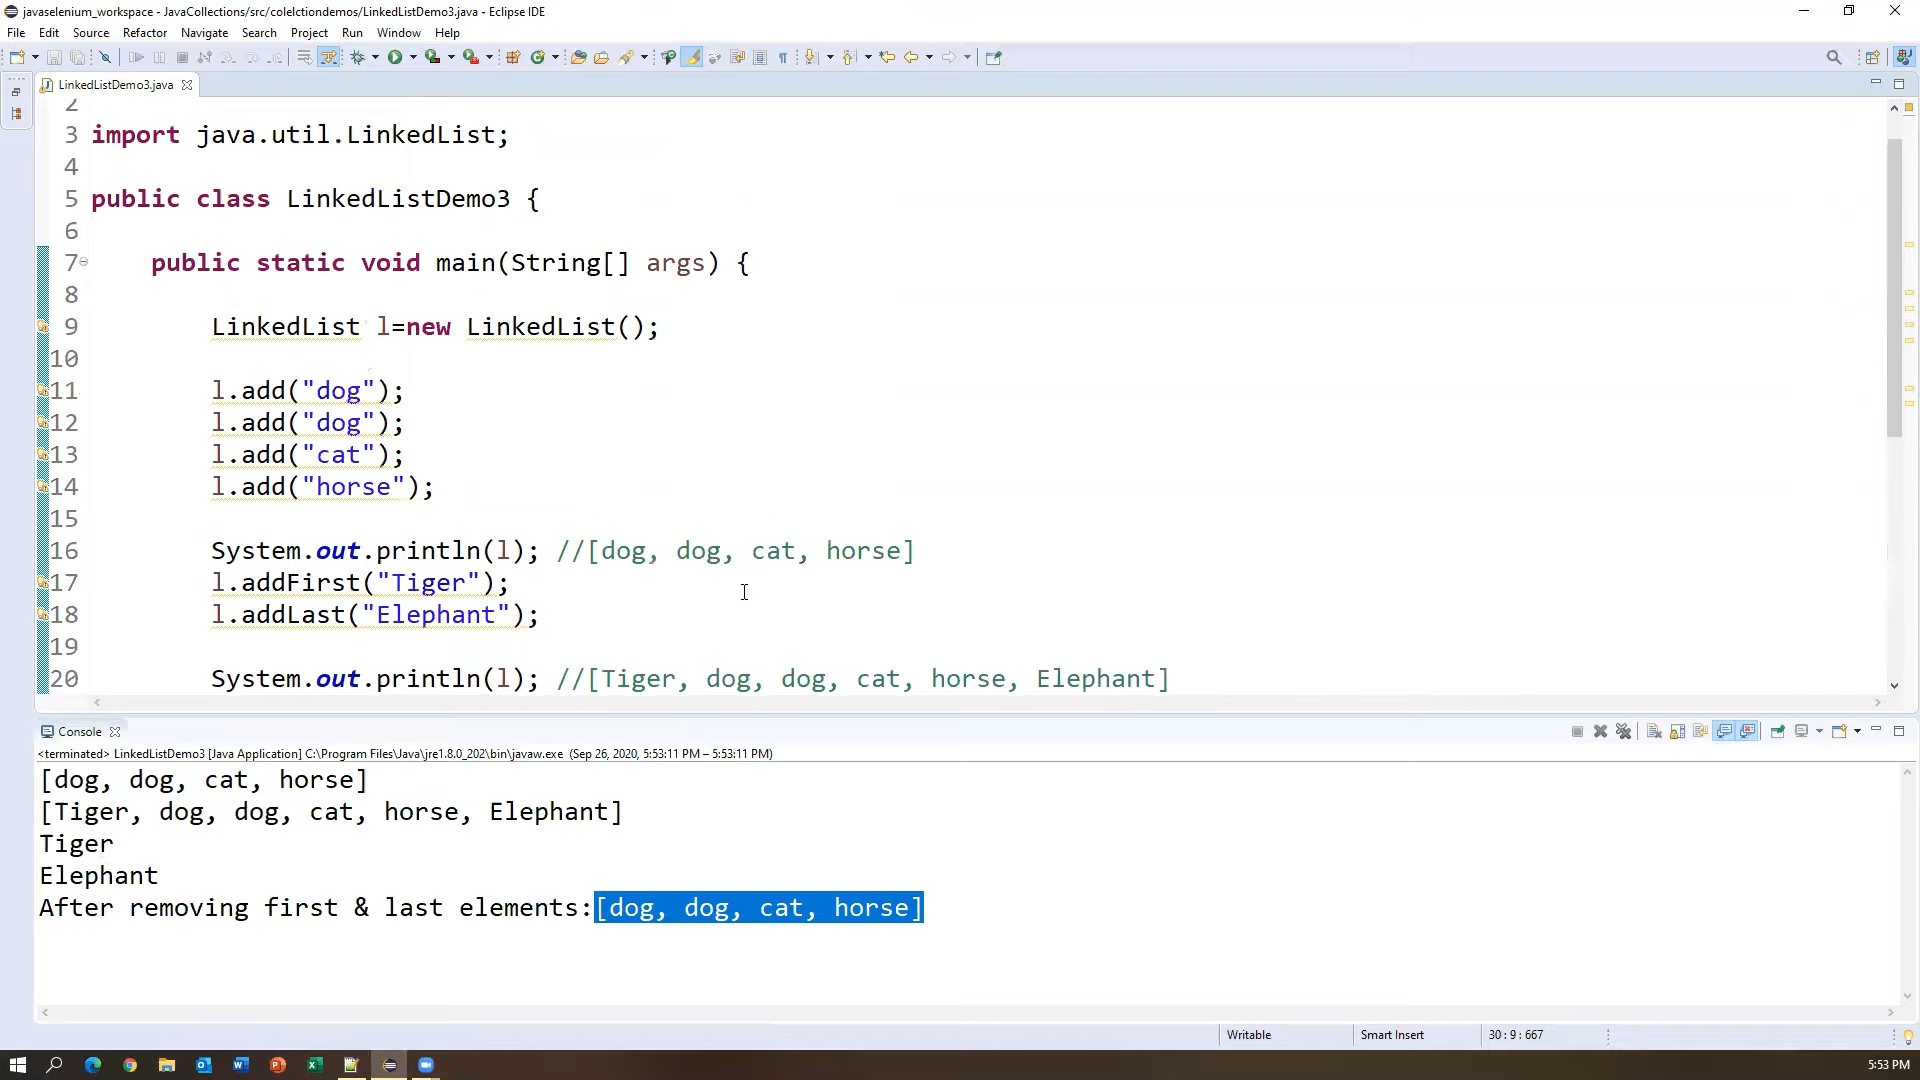 javaselenium_workspace - JavaCollections/src/colelctiondemos/LinkedListDemo3.java - Eclipse IDE
File Edit Source Refactor Navigate Search Project Run Window Help
LinkedListDemo3.java
2
3 import java.util.LinkedList;
4
5 public class LinkedListDemo3 {
6
7 public static void main(String[] args) {
8
9 LinkedList l=new LinkedList();
10
11 l.add("dog");
12 l.add("dog");
13 l.add("cat");
14 l.add("horse");
15
16 System.out.println(l); //[dog, dog, cat, horse]
17 l.addFirst("Tiger");
18 l.addLast("Elephant");
19
20 System.out.println(l); //[Tiger, dog, dog, cat, horse, Elephant]
Console
<terminated> LinkedListDemo3 [Java Application] C:\Program Files\Java\jre1.8.0_202\bin\javaw.exe (Sep 26, 2020, 5:53:11 PM – 5:53:11 PM)
[dog, dog, cat, horse]
[Tiger, dog, dog, cat, horse, Elephant]
Tiger
Elephant
After removing first & last elements:[dog, dog, cat, horse]
Writable Smart Insert 30 : 9 : 667
5:53 PM